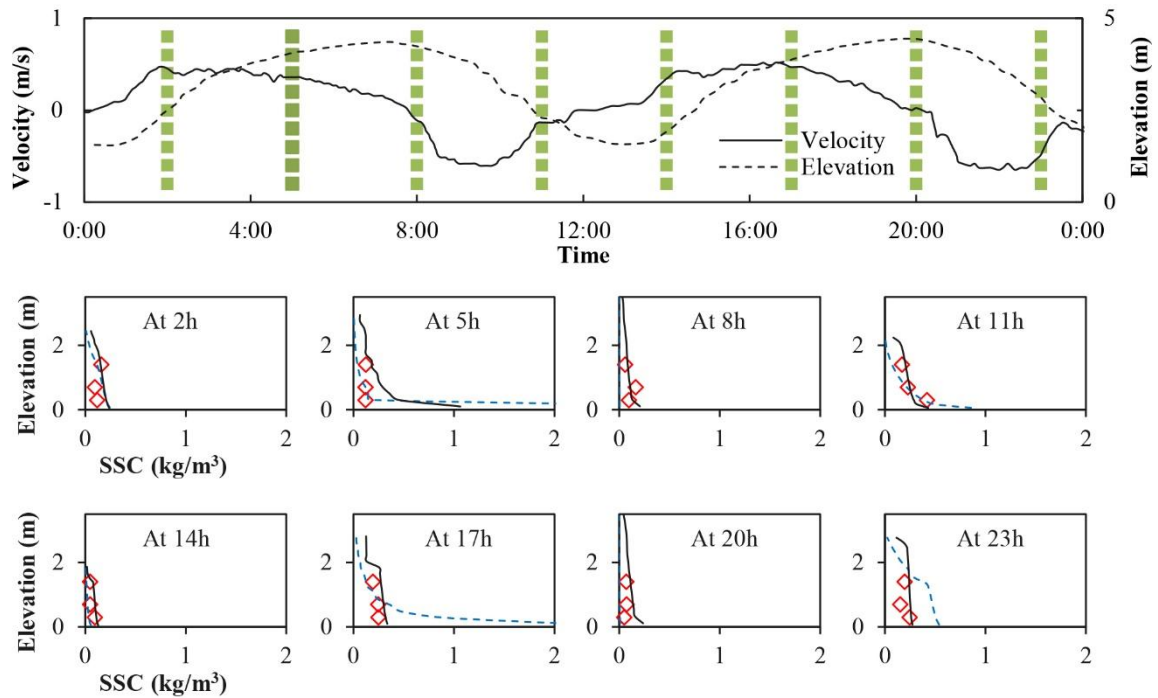 1
0
-1
Velocity (m/s)
5
0
Elevation (m)
Velocity
Elevation
0:00 4:00 8:00 12:00 16:00 20:00 0:00
Time
Elevation (m)
2
0
At 2h
At 5h
At 8h
At 11h
2
0
2
0
2
0
0 1 2
0 1 2
0 1 2
0 1 2
SSC (kg/m³)
Elevation (m)
2
0
At 14h
At 17h
At 20h
At 23h
2
0
2
0
2
0
0 1 2
0 1 2
0 1 2
0 1 2
SSC (kg/m³)